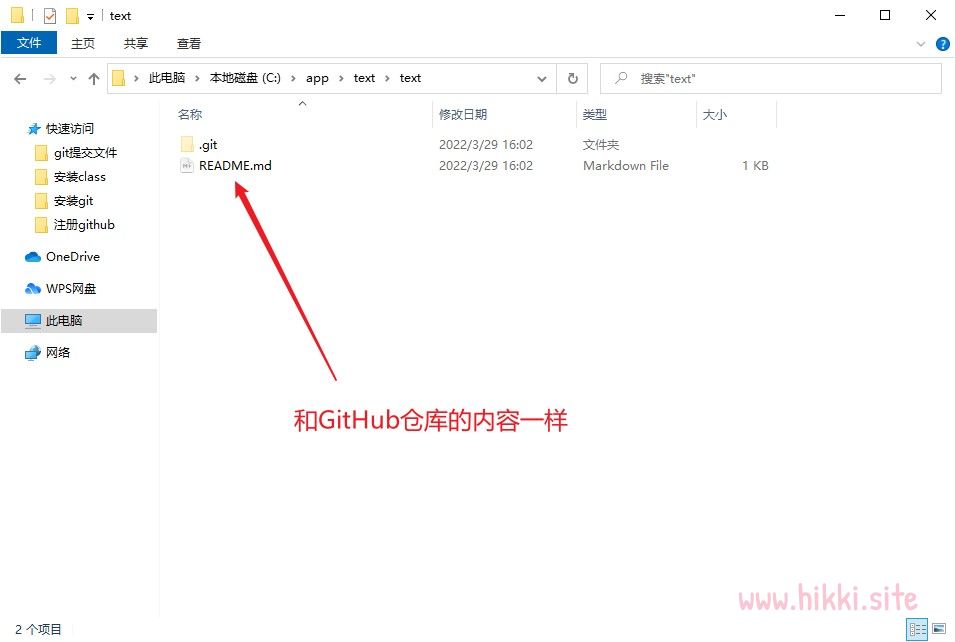 text
文件 主页 共享 查看
此电脑 本地磁盘 (C:) app text text 搜索"text"
名称 修改日期 类型 大小
.git 2022/3/29 16:02 文件夹
README.md 2022/3/29 16:02 Markdown File 1 KB
快速访问
git提交文件
安装class
安装git
注册github
OneDrive
WPS网盘
此电脑
网络
和GitHub仓库的内容一样
www.hikki.site
2 个项目